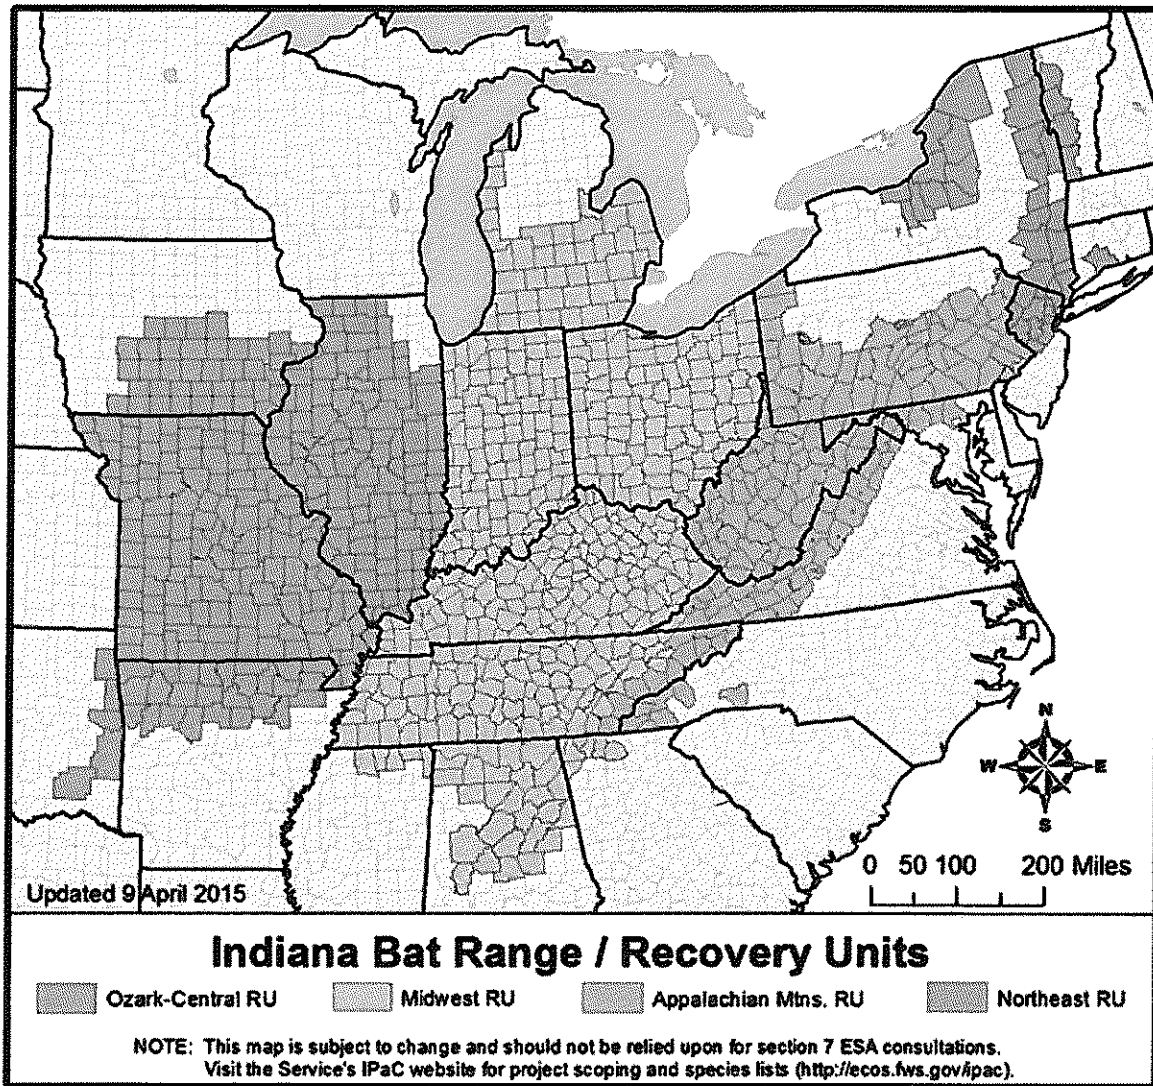 N
W E
S
0 50 100 200 Miles
Updated 9 April 2015
Indiana Bat Range / Recovery Units
Ozark-Central RU Midwest RU Appalachian Mtns. RU Northeast RU
NOTE: This map is subject to change and should not be relied upon for section 7 ESA consultations.
Visit the Service's IPaC website for project scoping and species lists (http://ecos.fws.gov/ipac).